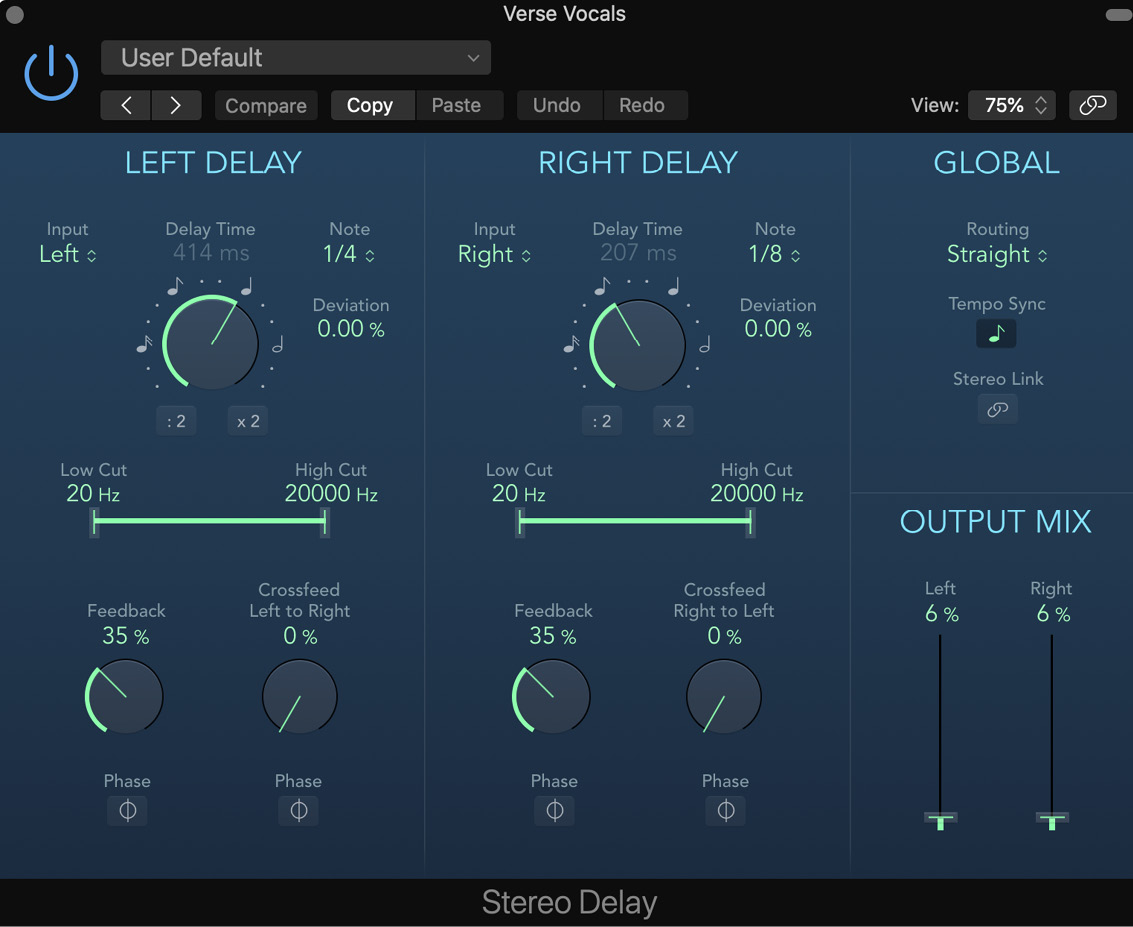 Verse Vocals
User Default
Compare Copy Paste Undo Redo View: 75%
LEFT DELAY
Input Delay Time Note
Left 414 ms 1/4
Deviation
0.00 %
: 2 x 2
Low Cut High Cut
20 Hz 20000 Hz
Feedback Crossfeed
Left to Right
35 % 0 %
Phase Phase
RIGHT DELAY
Input Delay Time Note
Right 207 ms 1/8
Deviation
0.00 %
: 2 x 2
Low Cut High Cut
20 Hz 20000 Hz
Feedback Crossfeed
Right to Left
35 % 0 %
Phase Phase
GLOBAL
Routing
Straight
Tempo Sync
Stereo Link
OUTPUT MIX
Left Right
6 % 6 %
Stereo Delay